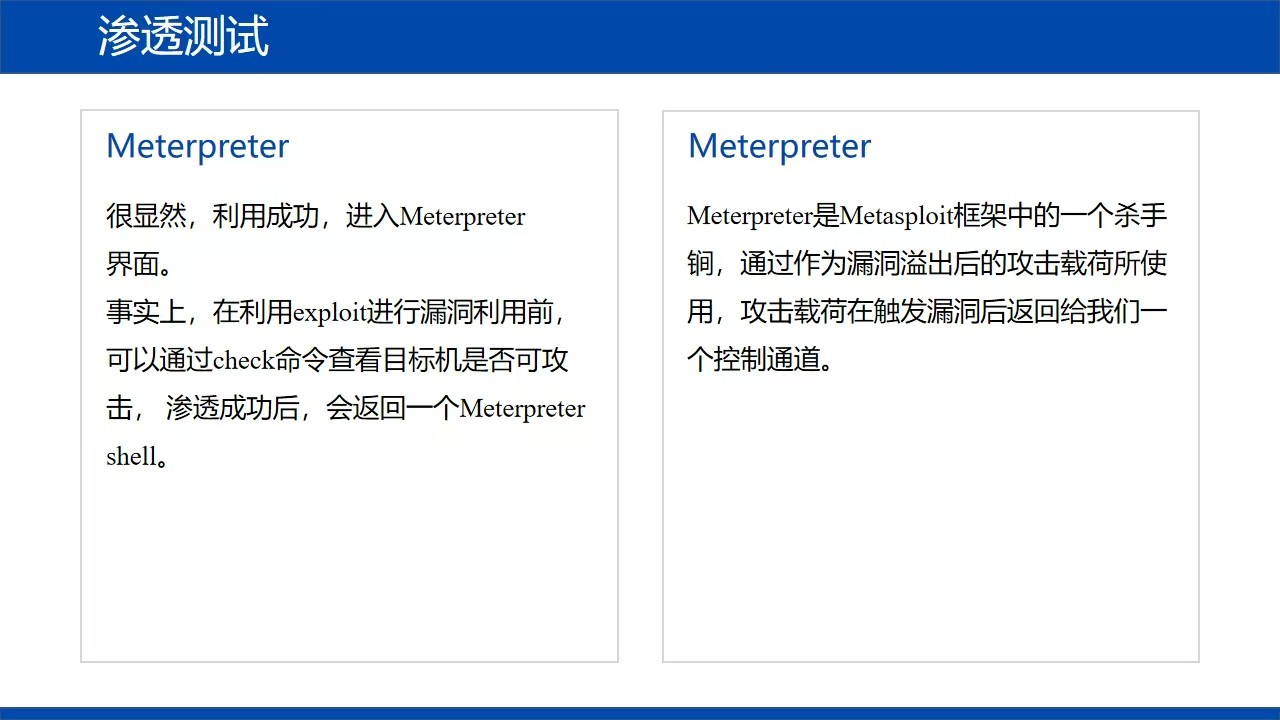 渗透测试
Meterpreter
很显然，利用成功，进入Meterpreter
界面。
事实上，在利用exploit进行漏洞利用前，
可以通过check命令查看目标机是否可攻
击， 渗透成功后，会返回一个Meterpreter
shell。
Meterpreter
Meterpreter是Metasploit框架中的一个杀手
锏，通过作为漏洞溢出后的攻击载荷所使
用，攻击载荷在触发漏洞后返回给我们一
个控制通道。